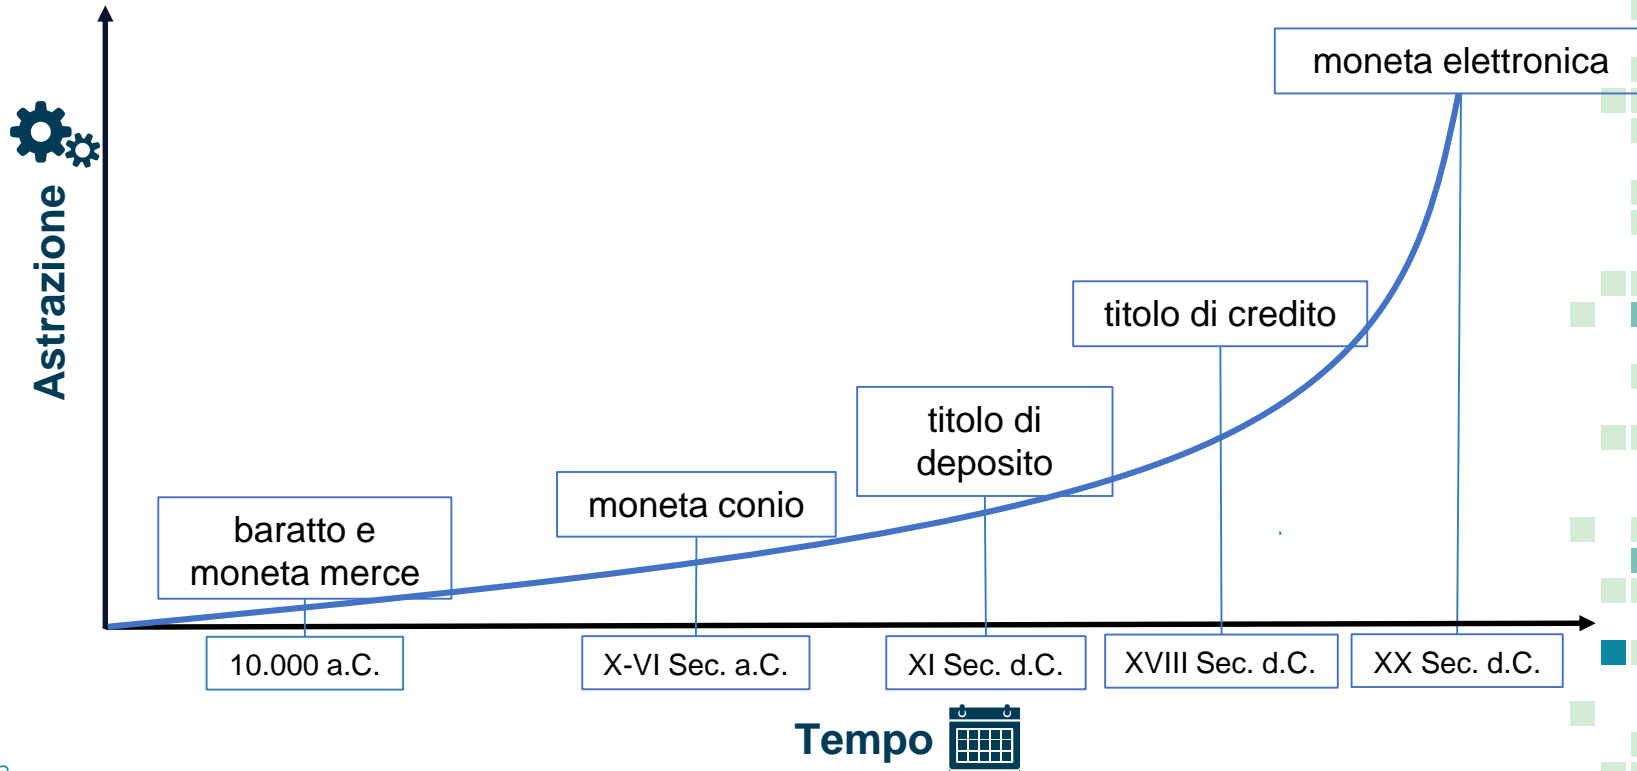 moneta elettronica
Astrazione
titolo di credito
titolo di
deposito
moneta conio
baratto e
moneta merce
10.000 a.C.
X-VI Sec. a.C.
XI Sec. d.C.
XVIII Sec. d.C.
XX Sec. d.C.
Tempo